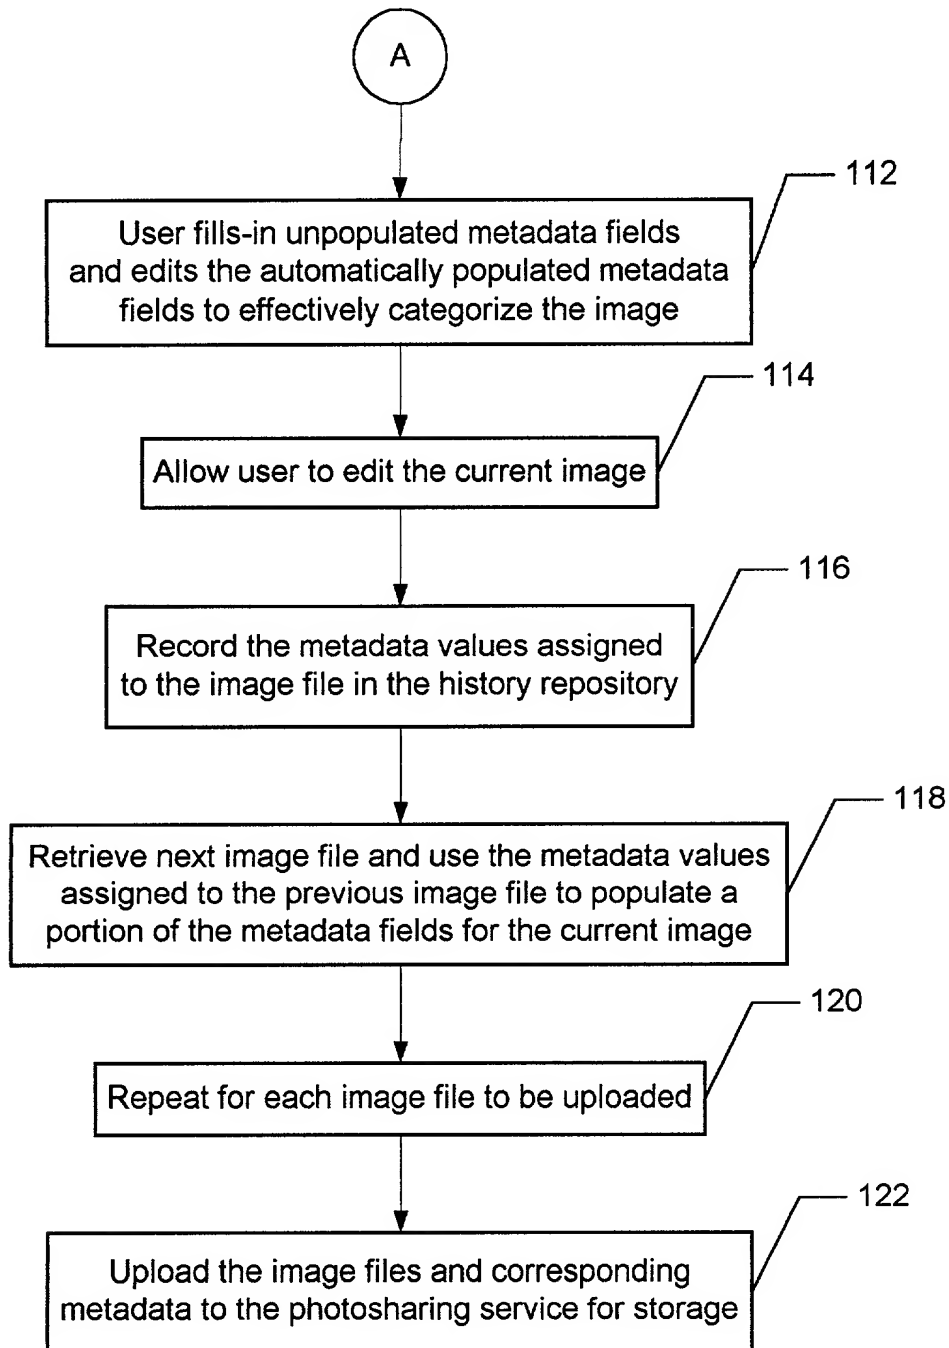 A
112
User fills-in unpopulated metadata fields
and edits the automatically populated metadata
fields to effectively categorize the image
114
Allow user to edit the current image
116
Record the metadata values assigned
to the image file in the history repository
118
Retrieve next image file and use the metadata values
assigned to the previous image file to populate a
portion of the metadata fields for the current image
120
Repeat for each image file to be uploaded
122
Upload the image files and corresponding
metadata to the photosharing service for storage